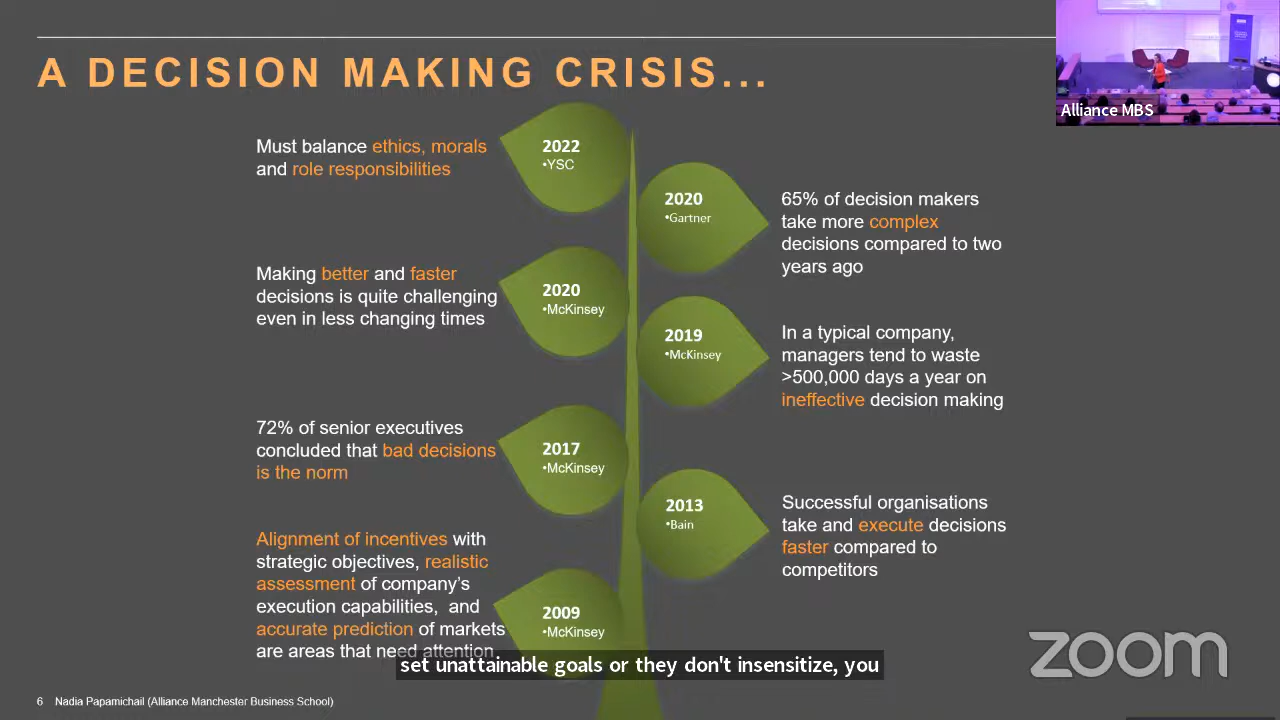 A DECISION MAKING CRISIS...
Alliance MBS
Must balance ethics, morals
and role responsibilities
2022
•YSC
2020
•Gartner
65% of decision makers
take more complex
decisions compared to two
years ago
Making better and faster
decisions is quite challenging
even in less changing times
2020
•McKinsey
2019
•McKinsey
In a typical company,
managers tend to waste
>500,000 days a year on
ineffective decision making
72% of senior executives
concluded that bad decisions
is the norm
2017
•McKinsey
2013
•Bain
Successful organisations
take and execute decisions
faster compared to
competitors
Alignment of incentives with
strategic objectives, realistic
assessment of company's
execution capabilities, and
accurate prediction of markets
are areas that need attention
2009
•McKinsey
set unattainable goals or they don't insensitize, you
zoom
6 Nadia Papamichail (Alliance Manchester Business School)